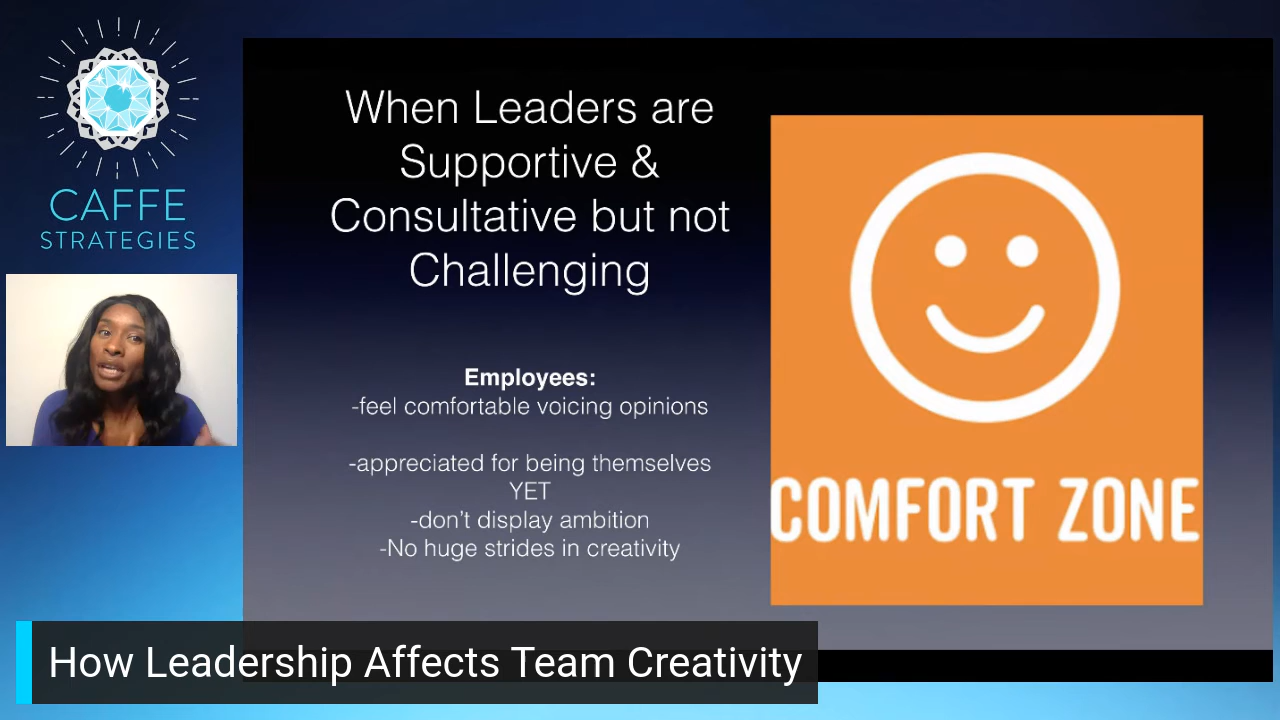 CAFFE
STRATEGIES
When Leaders are
Supportive &
Consultative but not
Challenging
Employees:
-feel comfortable voicing opinions
-appreciated for being themselves
YET
-don't display ambition
-No huge strides in creativity
COMFORT ZONE
How Leadership Affects Team Creativity